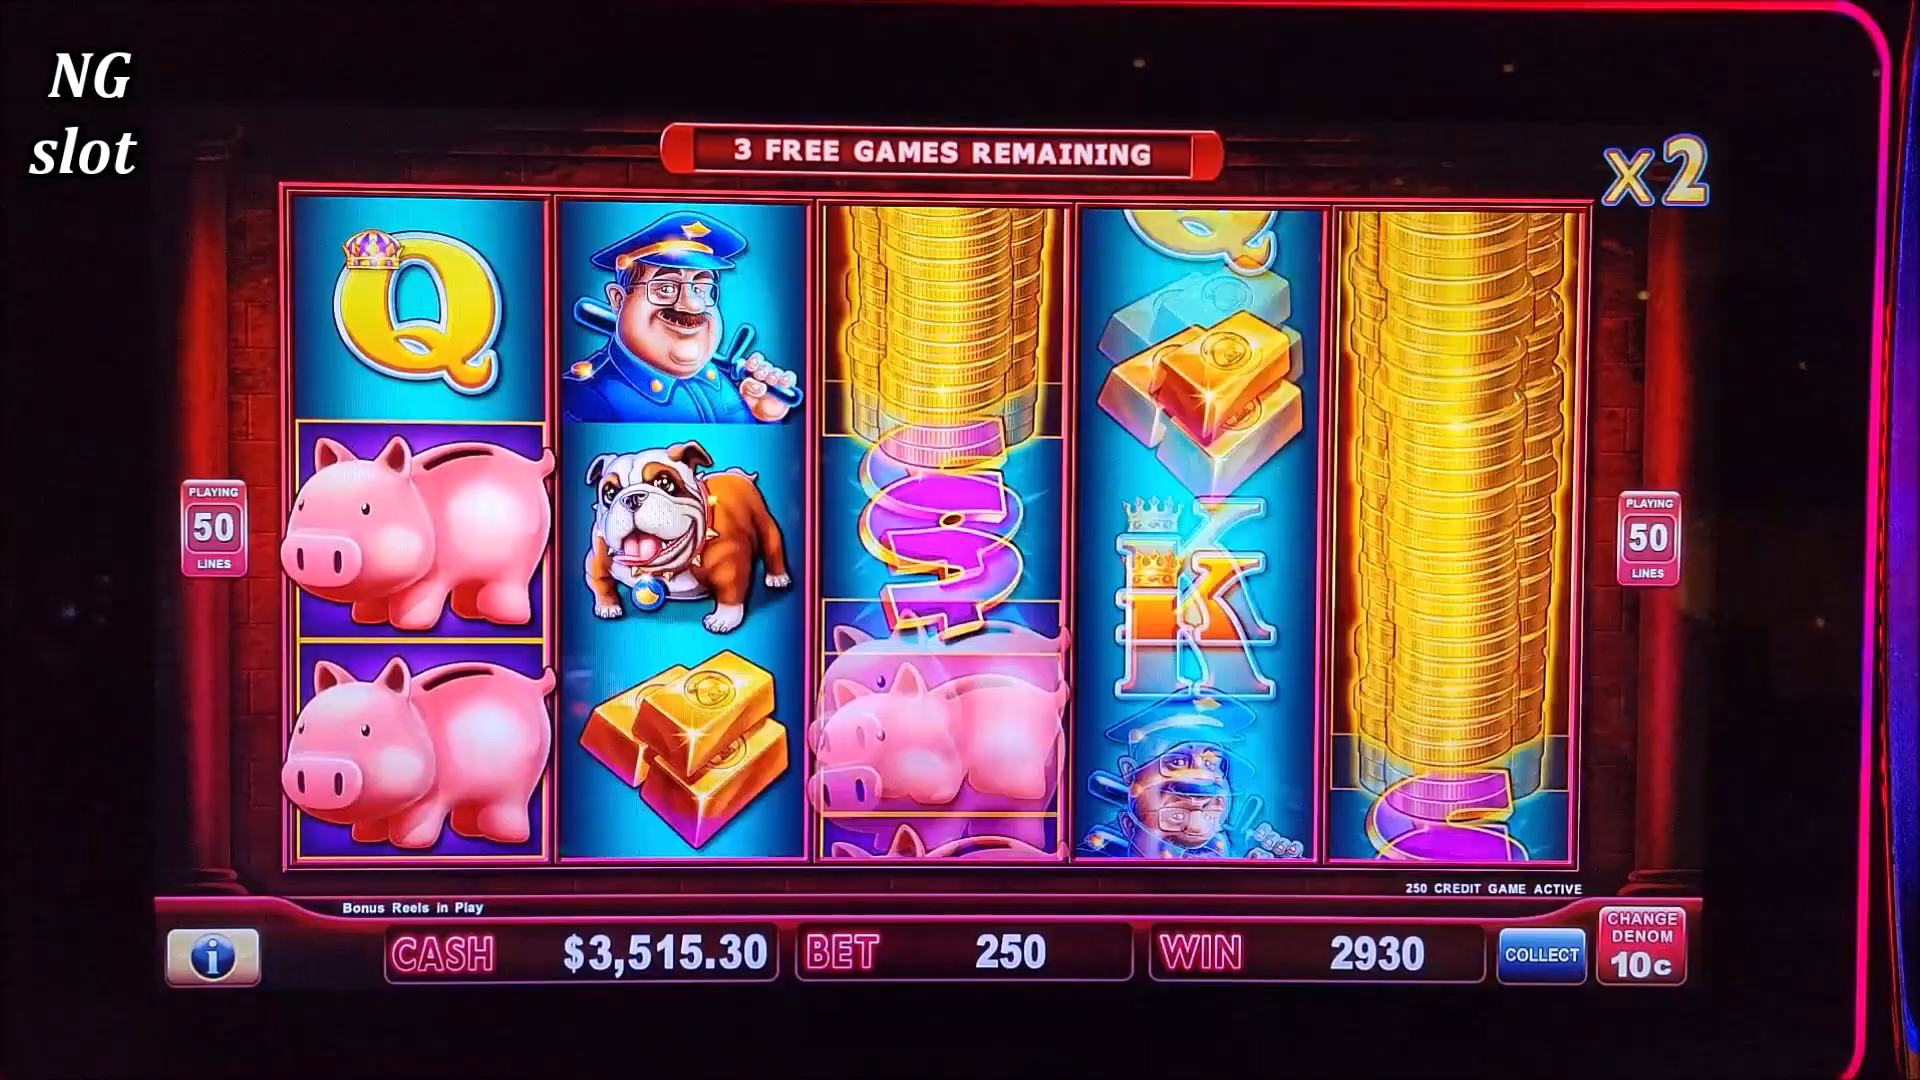 NG
slot
3 FREE GAMES REMAINING
X2
Q
Q
K
PLAYING
50
LINES
PLAYING
50
LINES
250 CREDIT GAME ACTIVE
Bonus Reels in Play
CASH $3,515.30
BET 250
WIN 2930
COLLECT
CHANGE
DENOM
10¢